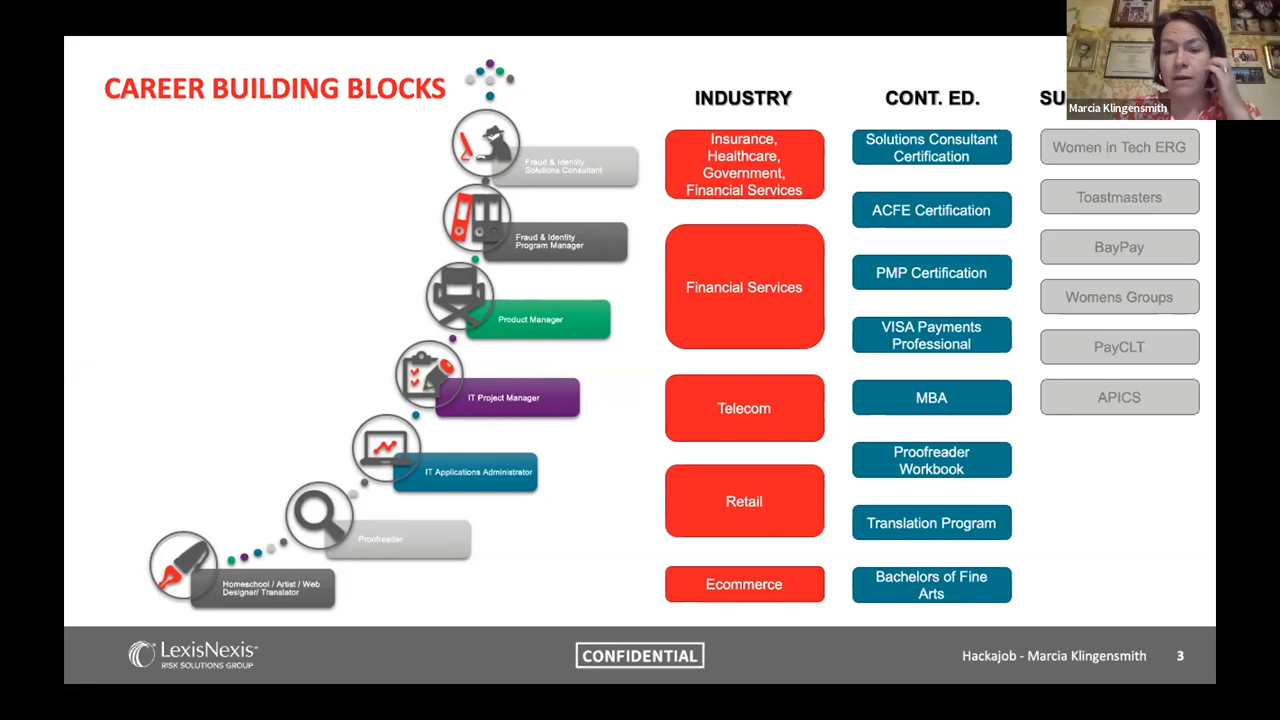 Marcia Klingensmith
CAREER BUILDING BLOCKS
Fraud & Identity
Solutions Consultant
Fraud & Identity
Program Manager
Product Manager
IT Project Manager
IT Applications Administrator
Proofreader
Homeschool / Artist / Web
Designer/ Translator
INDUSTRY
Insurance,
Healthcare,
Government,
Financial Services
Financial Services
Telecom
Retail
Ecommerce
CONT. ED.
Solutions Consultant
Certification
ACFE Certification
PMP Certification
VISA Payments
Professional
MBA
Proofreader
Workbook
Translation Program
Bachelors of Fine
Arts
Women in Tech ERG
Toastmasters
BayPay
Womens Groups
PayCLT
APICS
LexisNexis
RISK SOLUTIONS GROUP
CONFIDENTIAL
Hackajob - Marcia Klingensmith
3